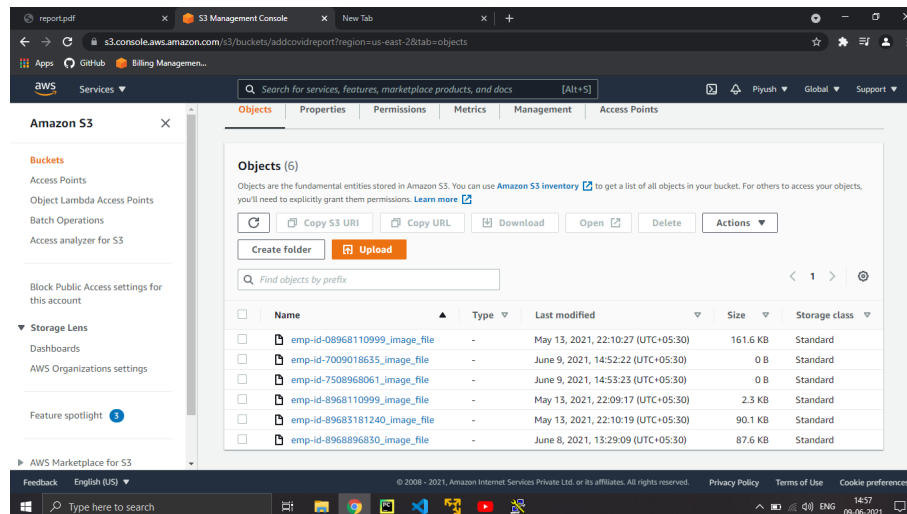 report.pdf
S3 Management Console
New Tab
s3.console.aws.amazon.com/s3/buckets/addcovidreport?region=us-east-2&tab=objects
Apps GitHub Billing Managemen...
aws Services ▼ Search for services, features, marketplace products, and docs [Alt+S] Piyush ▼ Global ▼ Support ▼
Amazon S3
Buckets
Access Points
Object Lambda Access Points
Batch Operations
Access analyzer for S3
Block Public Access settings for
this account
Storage Lens
Dashboards
AWS Organizations settings
Feature spotlight 3
AWS Marketplace for S3
Objects Properties Permissions Metrics Management Access Points
Objects (6)
Objects are the fundamental entities stored in Amazon S3. You can use Amazon S3 inventory to get a list of all objects in your bucket. For others to access your objects,
you'll need to explicitly grant them permissions. Learn more
Copy S3 URI Copy URL Download Open Delete Actions ▼
Create folder Upload
Find objects by prefix
1
Name Type Last modified Size Storage class
emp-id-08968110999_image_file - May 13, 2021, 22:10:27 (UTC+05:30) 161.6 KB Standard
emp-id-7009018635_image_file - June 9, 2021, 14:52:22 (UTC+05:30) 0 B Standard
emp-id-7508968061_image_file - June 9, 2021, 14:53:23 (UTC+05:30) 0 B Standard
emp-id-8968110999_image_file - May 13, 2021, 22:09:17 (UTC+05:30) 2.3 KB Standard
emp-id-89683181240_image_file - May 13, 2021, 22:10:19 (UTC+05:30) 90.1 KB Standard
emp-id-8968896830_image_file - June 8, 2021, 13:29:09 (UTC+05:30) 87.6 KB Standard
Feedback English (US) ▼ © 2008 - 2021, Amazon Internet Services Private Ltd. or its affiliates. All rights reserved. Privacy Policy Terms of Use Cookie preferences
Type here to search
PC
ENG
14:57
09-06-2021